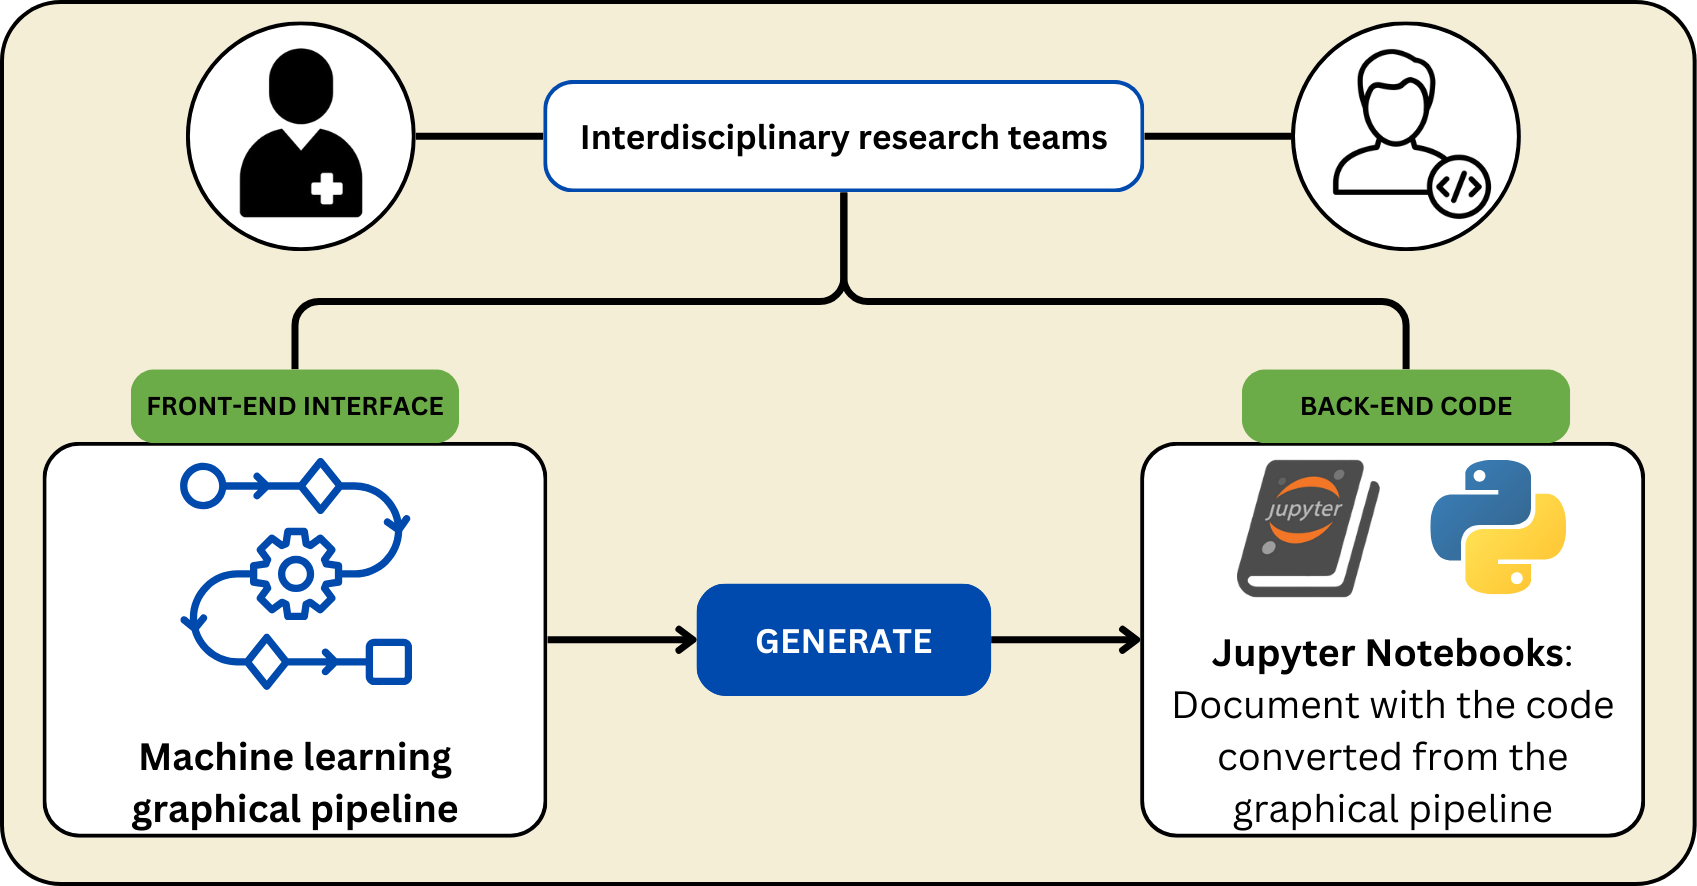 Interdisciplinary research teams
FRONT-END INTERFACE
BACK-END CODE
jupyter
GENERATE
Machine learning
graphical pipeline
Jupyter Notebooks:
Document with the code
converted from the
graphical pipeline